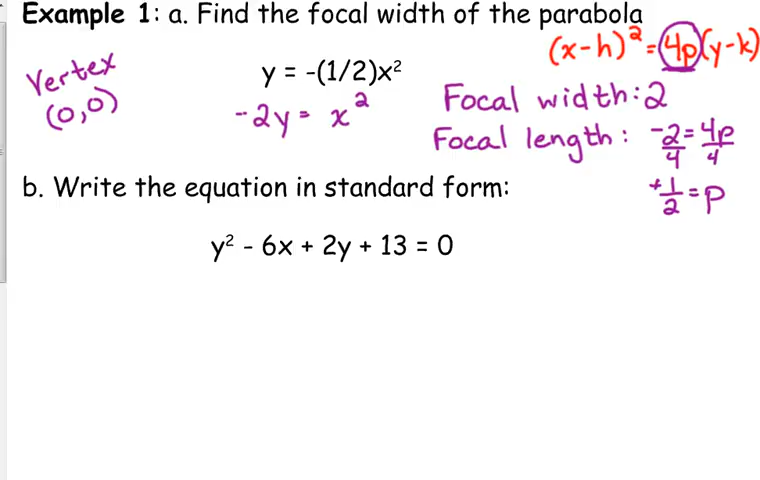 Example 1: a. Find the focal width of the parabola
(x-h)² = 4p(y-k)
Vertex
(0,0)
y = -(1/2)x²
-2y = x²
Focal width: 2
Focal length: -2/4 = 4p/4
+1/2 = p
b. Write the equation in standard form:
y² - 6x + 2y + 13 = 0